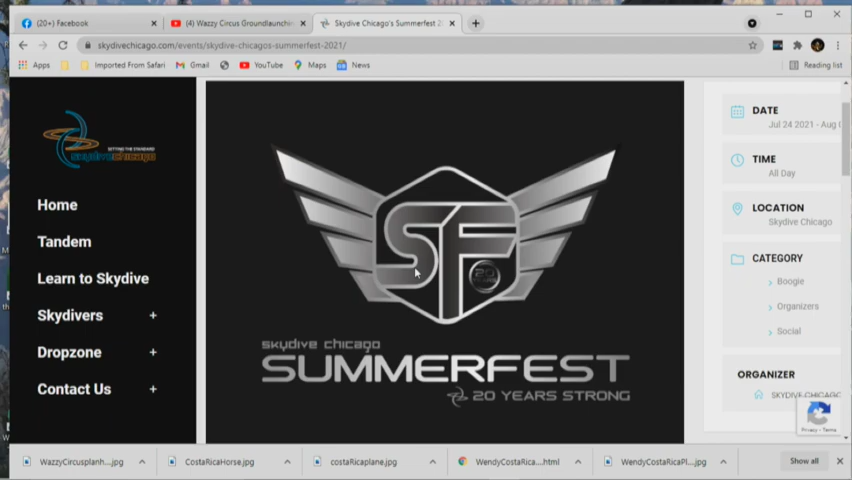 (20+) Facebook
(4) Wazzy Circus Groundlaunchin
Skydive Chicago's Summerfest 2
skydivechicago.com/events/skydive-chicagos-summerfest-2021/
Apps
Imported From Safari
Gmail
YouTube
Maps
News
Reading list
SETTING THE STANDARD
skydivechicago
Home
Tandem
Learn to Skydive
Skydivers +
Dropzone +
Contact Us +
SF
20
YEARS
skydive chicago
SUMMERFEST
20 YEARS STRONG
DATE
Jul 24 2021 - Aug
TIME
All Day
LOCATION
Skydive Chicago
CATEGORY
Boogie
Organizers
Social
ORGANIZER
SKYDIVE CHICAGO
Privacy - Terms
WazzyCircusplanh....jpg
CostaRicaHorse.jpg
costaRicaplane.jpg
WendyCostaRica....html
WendyCostaRicaPl....jpg
Show all